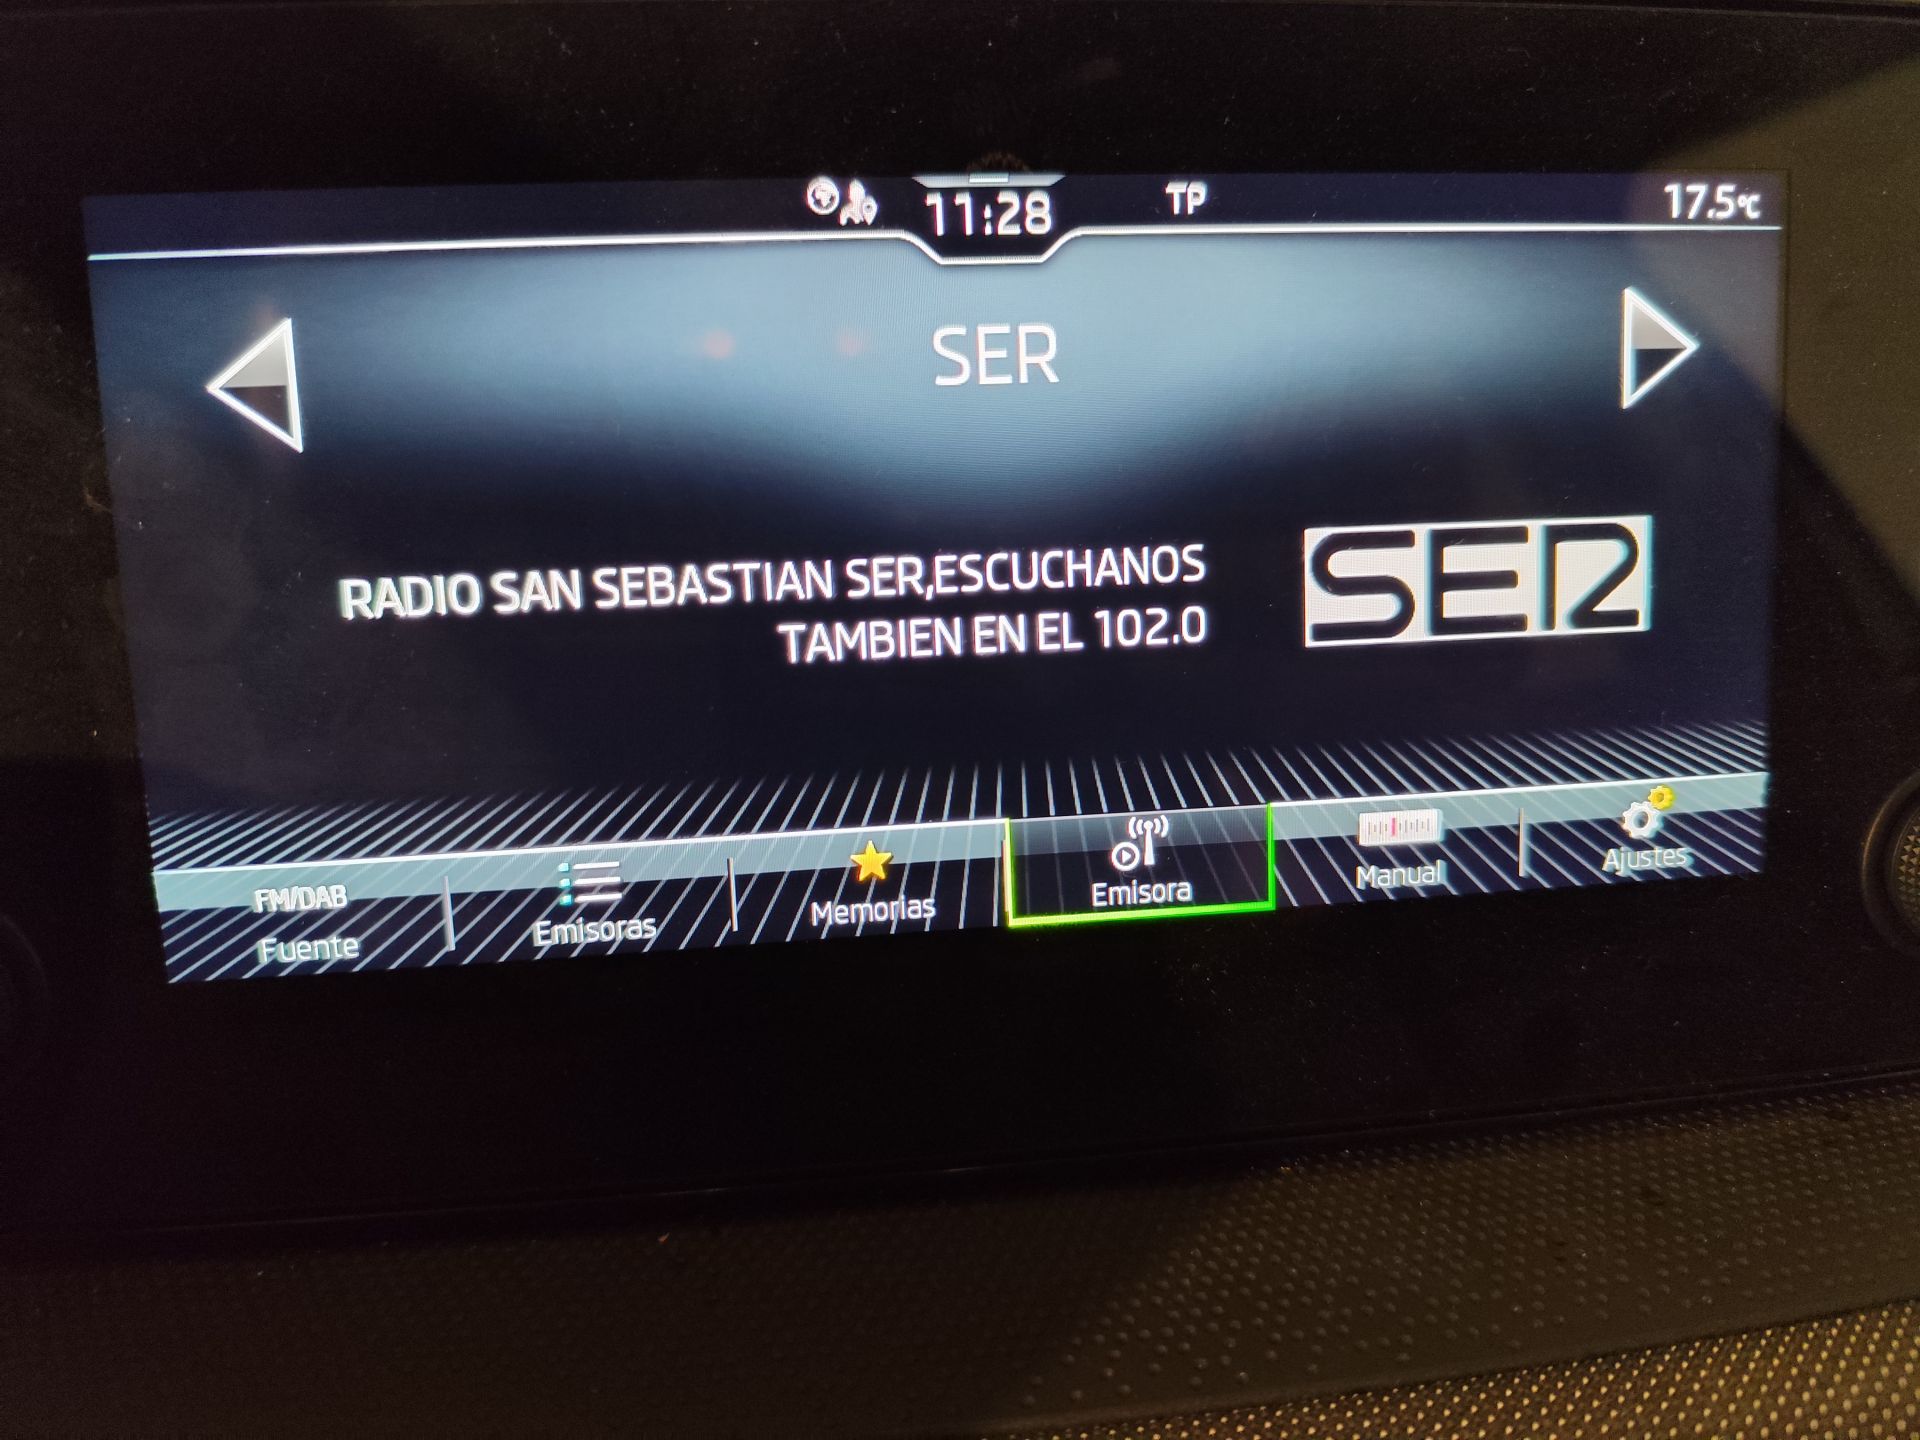 11:28
TP
17.5°C
SER
RADIO SAN SEBASTIAN SER,ESCUCHANOS
TAMBIEN EN EL 102.0
SER
FM/DAB
Fuente
Emisoras
Memorias
Emisora
Manual
Ajustes